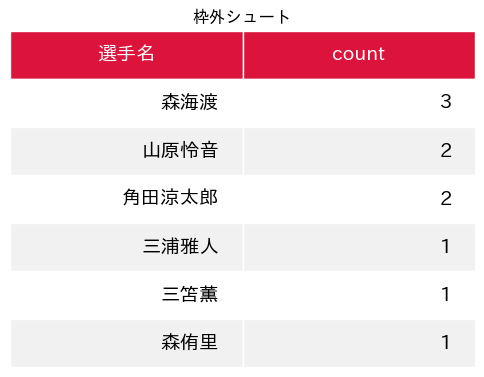 枠外シュート
選手名 count
森海渡 3
山原怜音 2
角田涼太郎 2
三浦雅人 1
三笘薫 1
森侑里 1